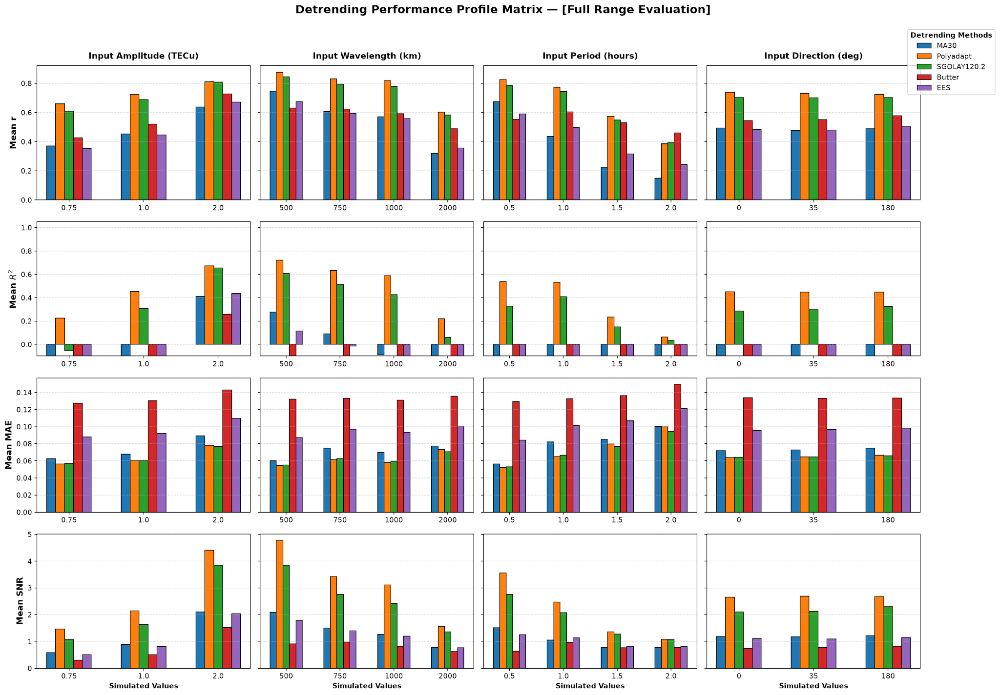 Detrending Performance Profile Matrix — [Full Range Evaluation]
Detrending Methods
MA30
Polyadapt
SGOLAY120.2
Butter
EES
Input Amplitude (TECu)
Input Wavelength (km)
Input Period (hours)
Input Direction (deg)
Mean r
0.8
0.6
0.4
0.2
0.0
0.75 1.0 2.0
500 750 1000 2000
0.5 1.0 1.5 2.0
0 35 180
Mean R²
1.0
0.8
0.6
0.4
0.2
0.0
0.75 1.0 2.0
500 750 1000 2000
0.5 1.0 1.5 2.0
0 35 180
Mean MAE
0.14
0.12
0.10
0.08
0.06
0.04
0.02
0.00
0.75 1.0 2.0
500 750 1000 2000
0.5 1.0 1.5 2.0
0 35 180
Mean SNR
5
4
3
2
1
0
0.75 1.0 2.0
500 750 1000 2000
0.5 1.0 1.5 2.0
0 35 180
Simulated Values
Simulated Values
Simulated Values
Simulated Values